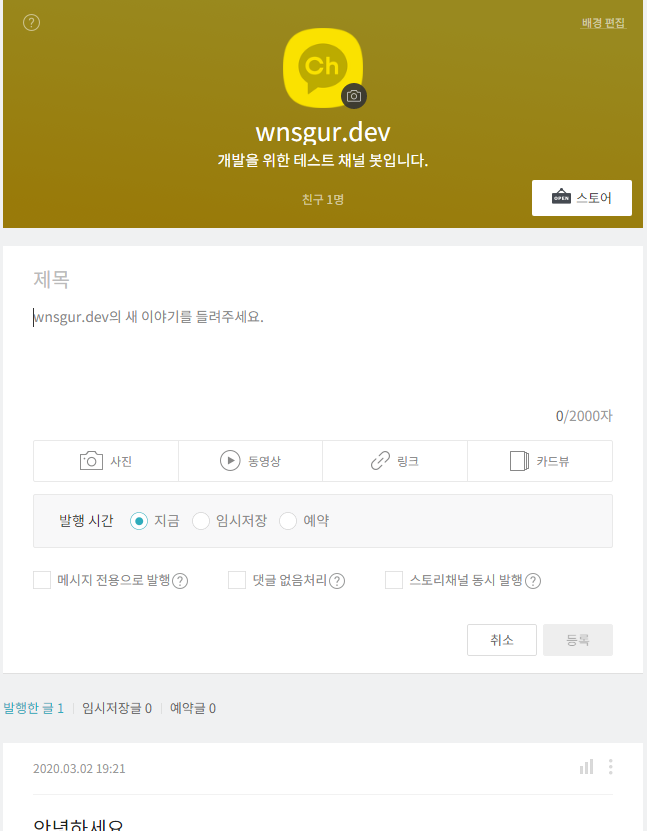 ?
배경 편집
Ch
wnsgur.dev
개발을 위한 테스트 채널 봇입니다.
친구 1명
OPEN 스토어
제목
wnsgur.dev의 새 이야기를 들려주세요.
0/2000자
사진 동영상 링크 카드뷰
발행 시간 지금 임시저장 예약
메시지 전용으로 발행 ? 댓글 없음처리 ? 스토리채널 동시 발행 ?
취소 등록
발행한 글 1 임시저장글 0 예약글 0
2020.03.02 19:21
안녕하세요